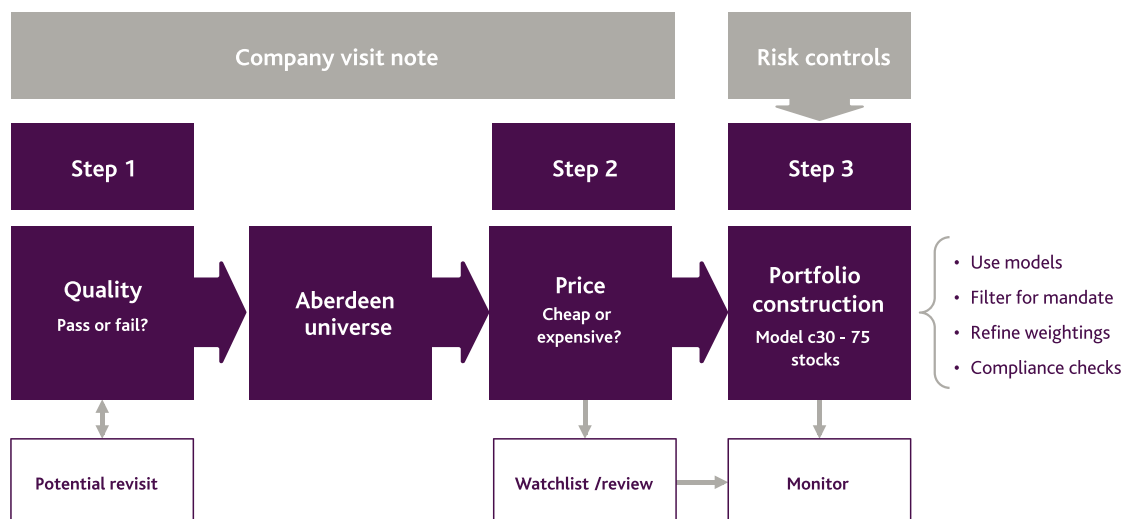 Company visit note
Risk controls
Step 1
Step 2
Step 3
Quality
Pass or fail?
Aberdeen
universe
Price
Cheap or
expensive?
Portfolio
construction
Model c30 - 75
stocks
• Use models
• Filter for mandate
• Refine weightings
• Compliance checks
Potential revisit
Watchlist /review
Monitor